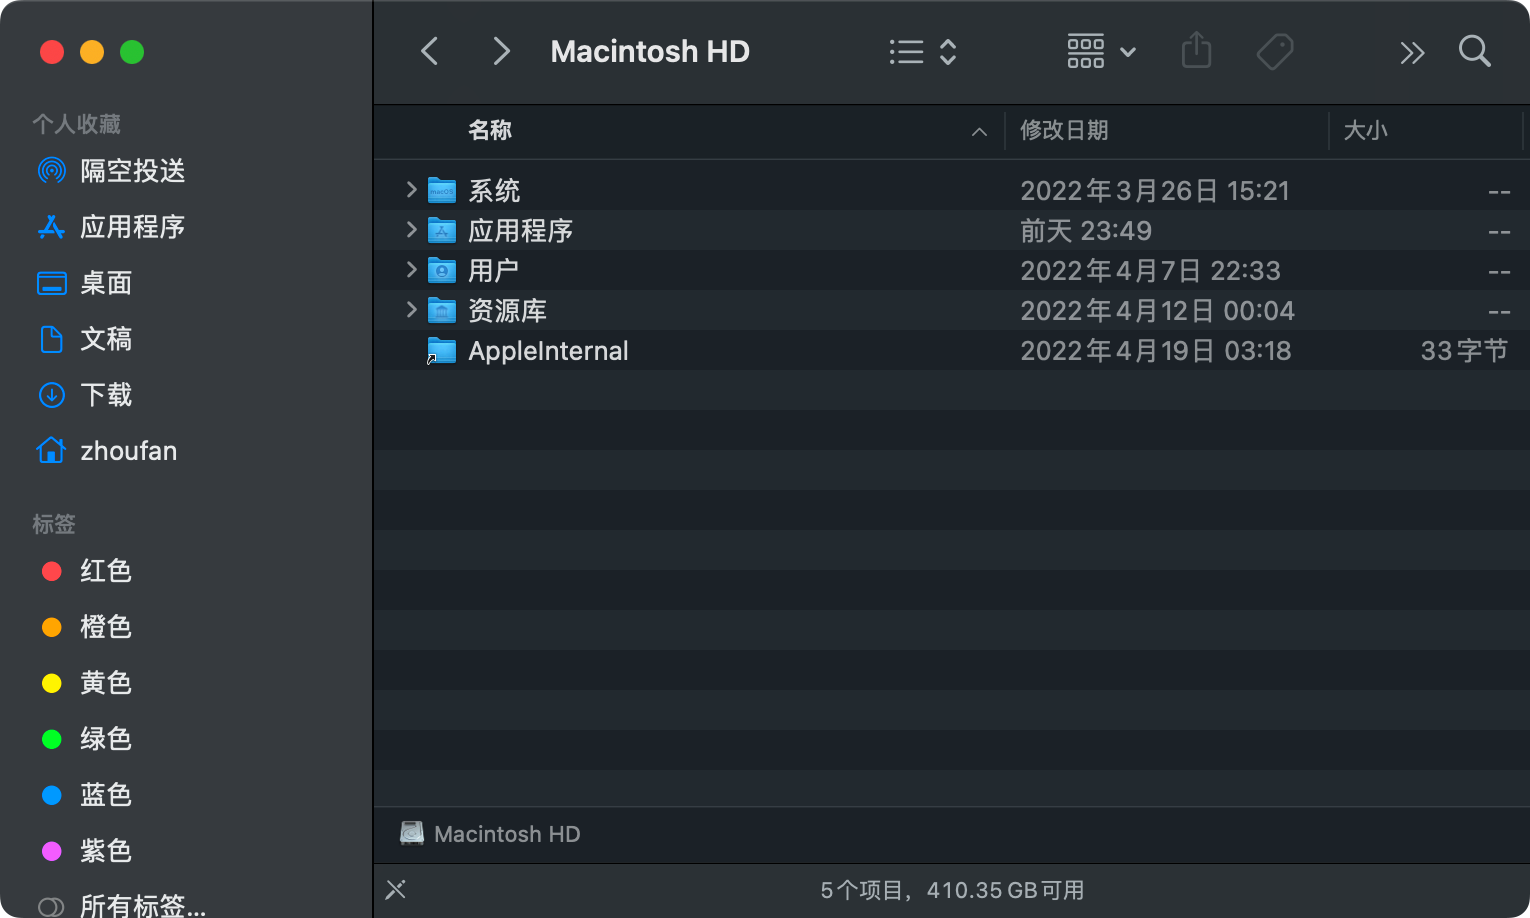 Macintosh HD
个人收藏
隔空投送
应用程序
桌面
文稿
下载
zhoufan
标签
红色
橙色
黄色
绿色
蓝色
紫色
所有标签...
名称 修改日期 大小
系统 2022年3月26日 15:21 --
应用程序 前天 23:49 --
用户 2022年4月7日 22:33 --
资源库 2022年4月12日 00:04 --
AppleInternal 2022年4月19日 03:18 33字节
Macintosh HD
5个项目，410.35 GB可用